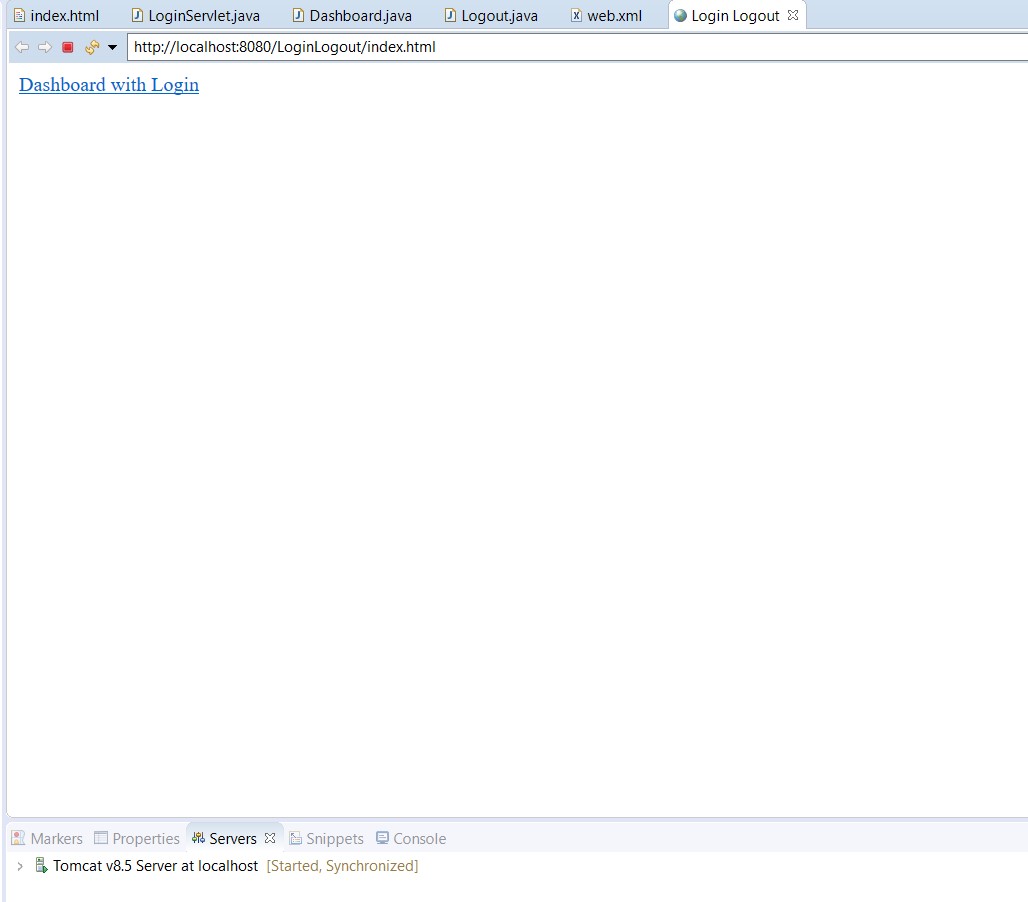 index.html LoginServlet.java Dashboard.java Logout.java web.xml Login Logout
http://localhost:8080/LoginLogout/index.html
Dashboard with Login
Markers Properties Servers Snippets Console
Tomcat v8.5 Server at localhost [Started, Synchronized]